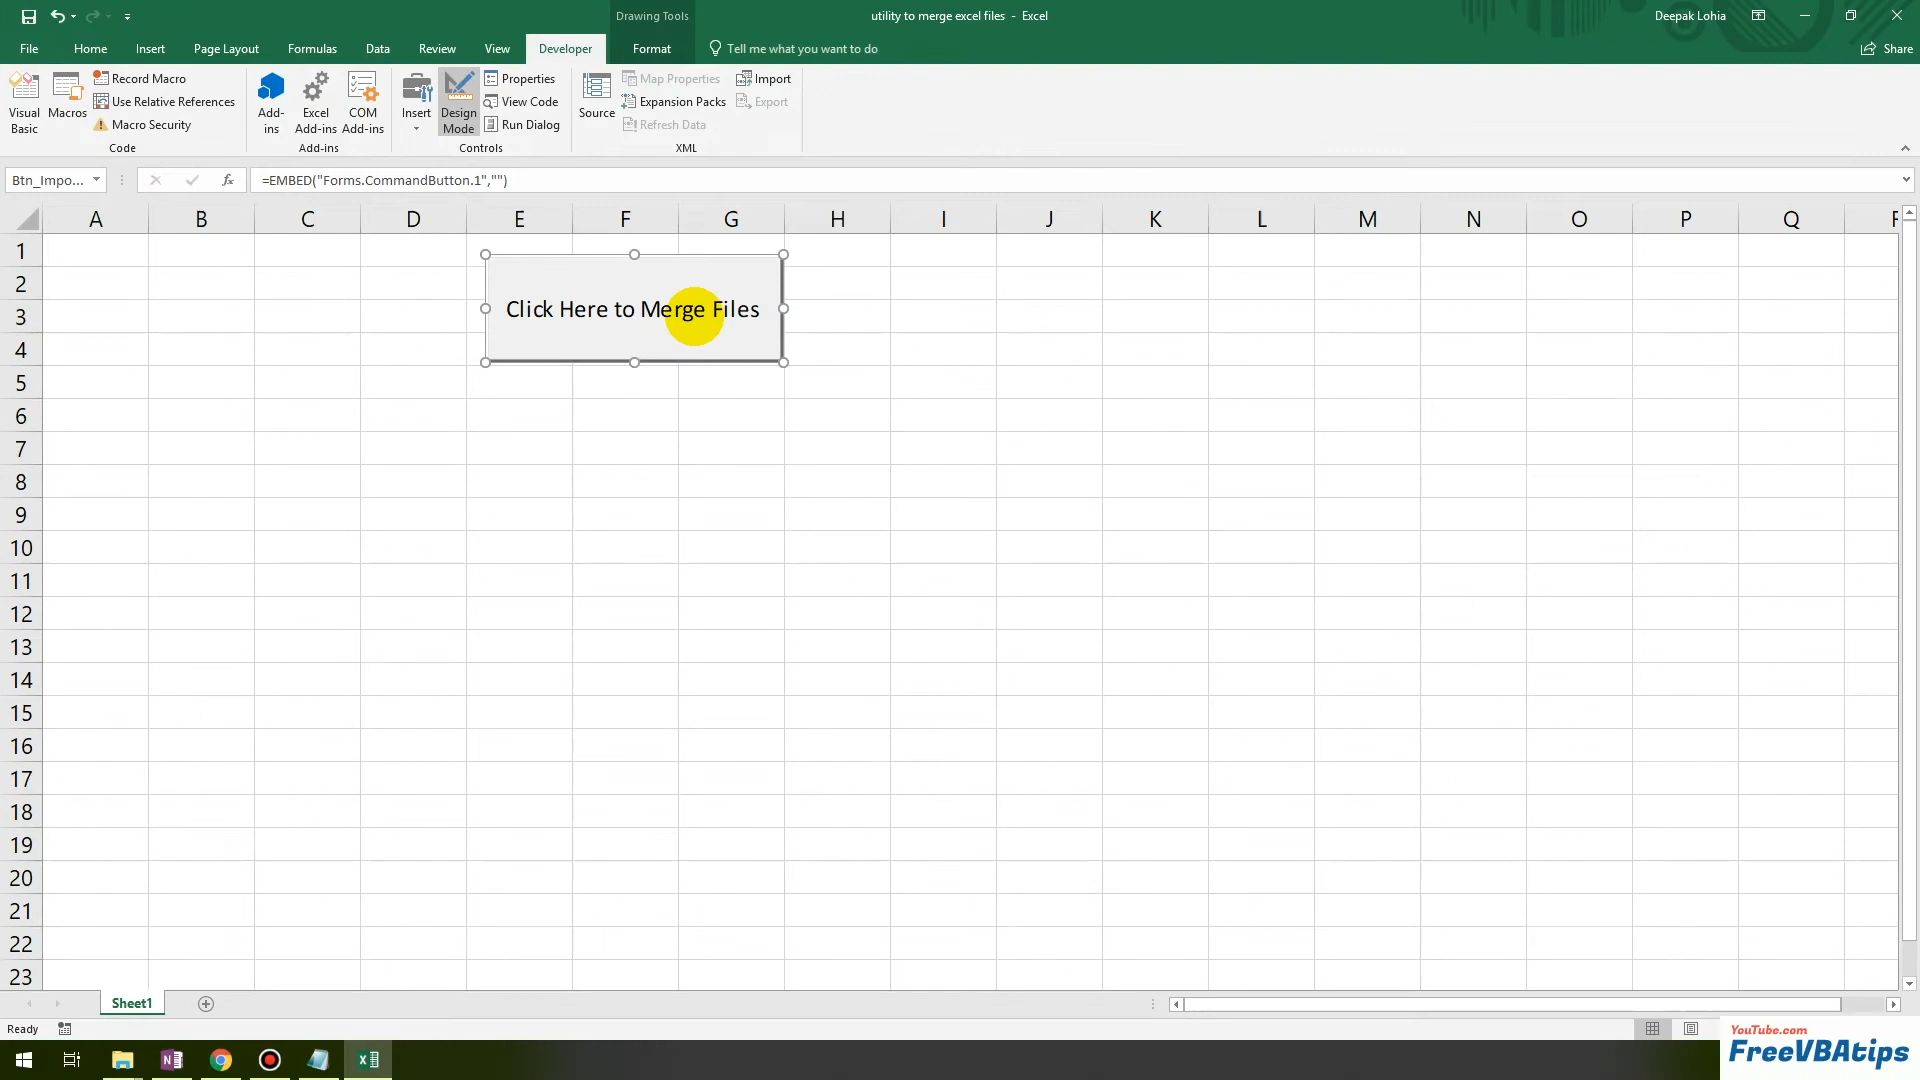 Drawing Tools
utility to merge excel files - Excel
Deepak Lohia
File Home Insert Page Layout Formulas Data Review View Developer Format Tell me what you want to do Share
Visual Basic
Macros
Record Macro
Use Relative References
Macro Security
Code
Add-ins
Excel Add-ins
COM Add-ins
Add-ins
Insert
Design Mode
Properties
View Code
Run Dialog
Controls
Source
Map Properties
Expansion Packs
Refresh Data
Import
Export
XML
Btn_Impo...
fx
=EMBED("Forms.CommandButton.1","")
A B C D E F G H I J K L M N O P Q
1
2
3
4
5
6
7
8
9
10
11
12
13
14
15
16
17
18
19
20
21
22
23
Click Here to Merge Files
Sheet1
Ready
YouTube.com
FreeVBAtips